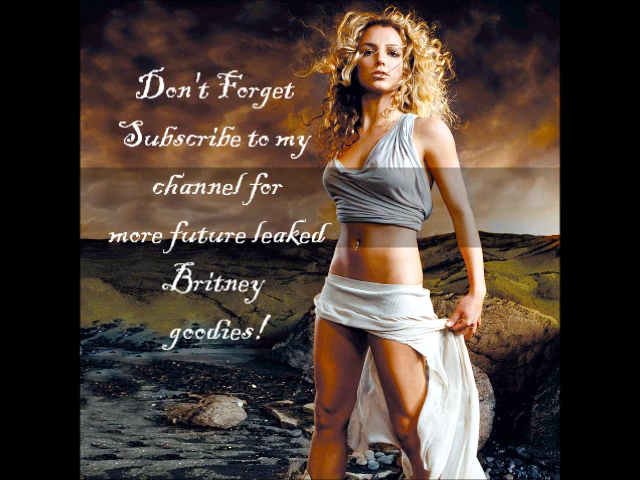 Don't Forget
Subscribe to my
channel for
more future leaked
Britney
goodies!